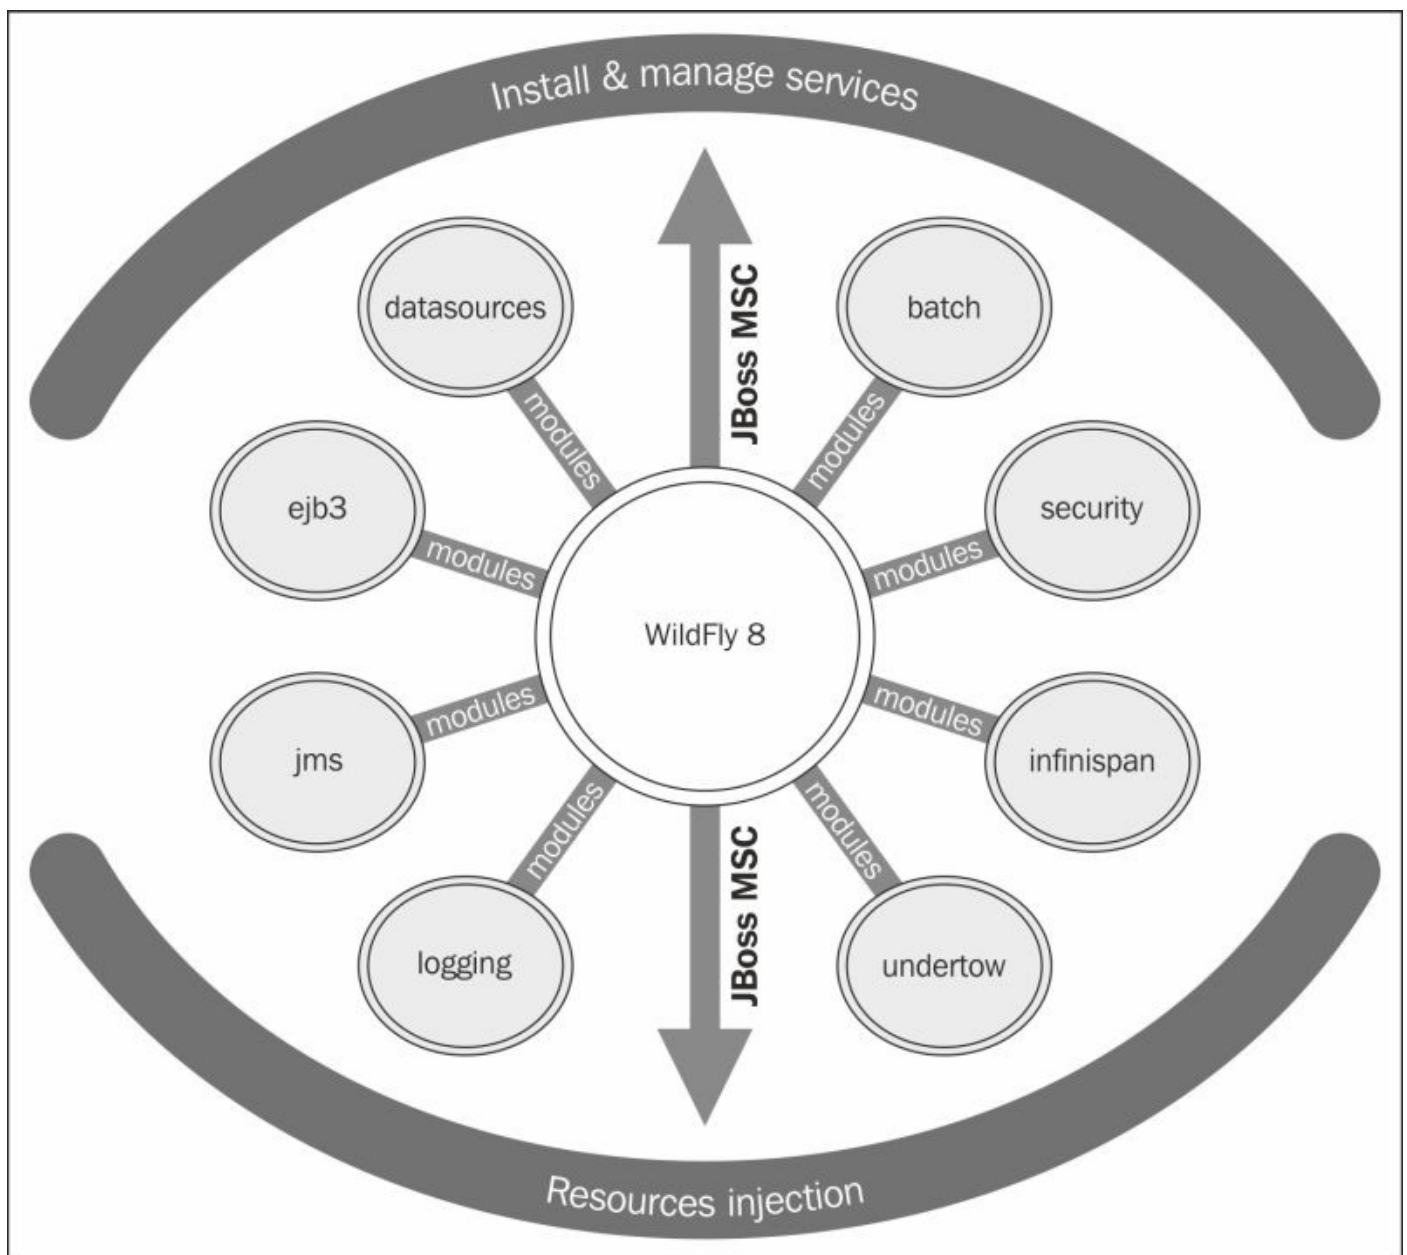 Install & manage services
datasources
batch
JBoss MSC
modules
modules
ejb3
security
modules
modules
WildFly 8
modules
modules
jms
infinispan
modules
modules
JBoss MSC
logging
undertow
Resources injection